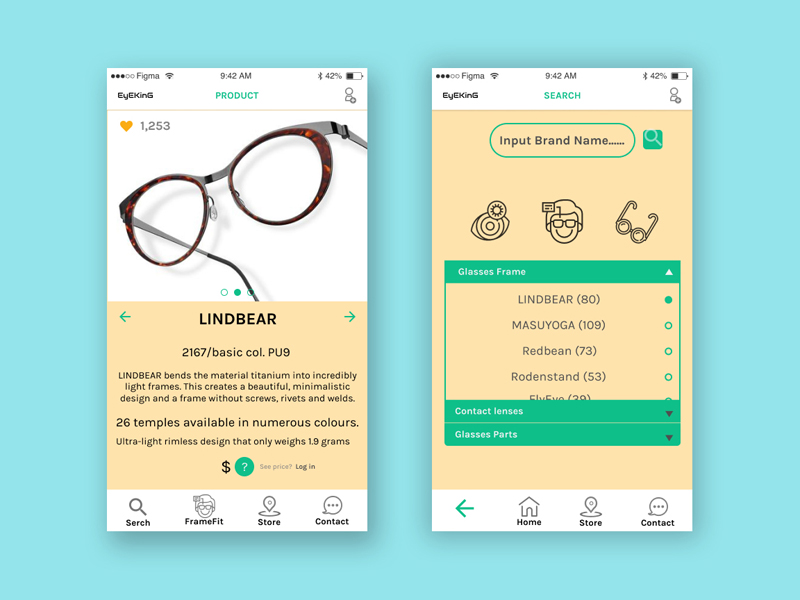 Figma 9:42 AM 42%
EyEKinG PRODUCT
1,253
LINDBEAR
2167/basic col. PU9
LINDBEAR bends the material titanium into incredibly
light frames. This creates a beautiful, minimalistic
design and a frame without screws, rivets and welds.
26 temples available in numerous colours.
Ultra-light rimless design that only weighs 1.9 grams
$ ? See price? Log in
Serch FrameFit Store Contact
Figma 9:42 AM 42%
EyEKinG SEARCH
Input Brand Name......
Glasses Frame
LINDBEAR (80)
MASUYOGA (109)
Redbean (73)
Rodenstand (53)
ElyEye (39)
Contact lenses
Glasses Parts
Home Store Contact